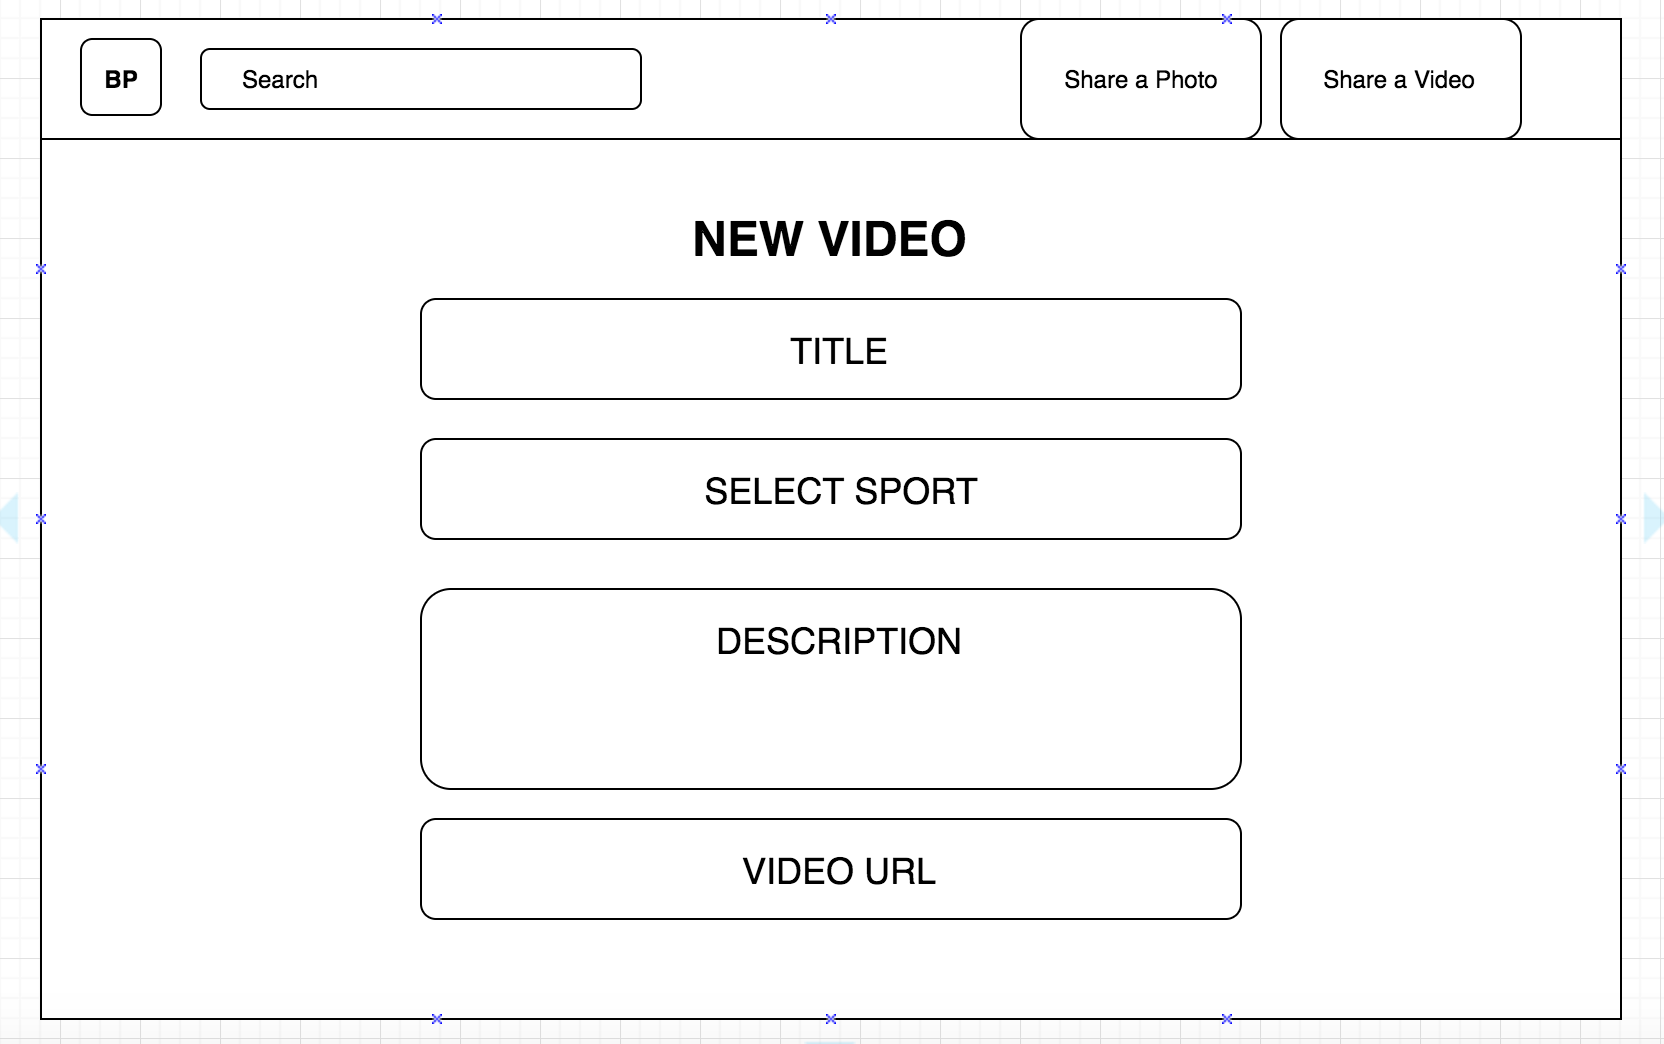 BP
Search
Share a Photo
Share a Video
NEW VIDEO
TITLE
SELECT SPORT
DESCRIPTION
VIDEO URL